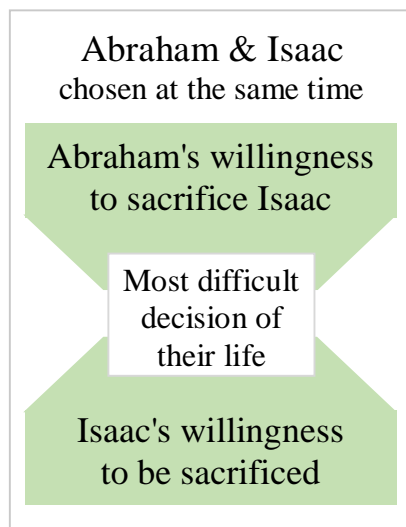 Abraham & Isaac
chosen at the same time
Abraham's willingness
to sacrifice Isaac
Most difficult
decision of
their life
Isaac's willingness
to be sacrificed